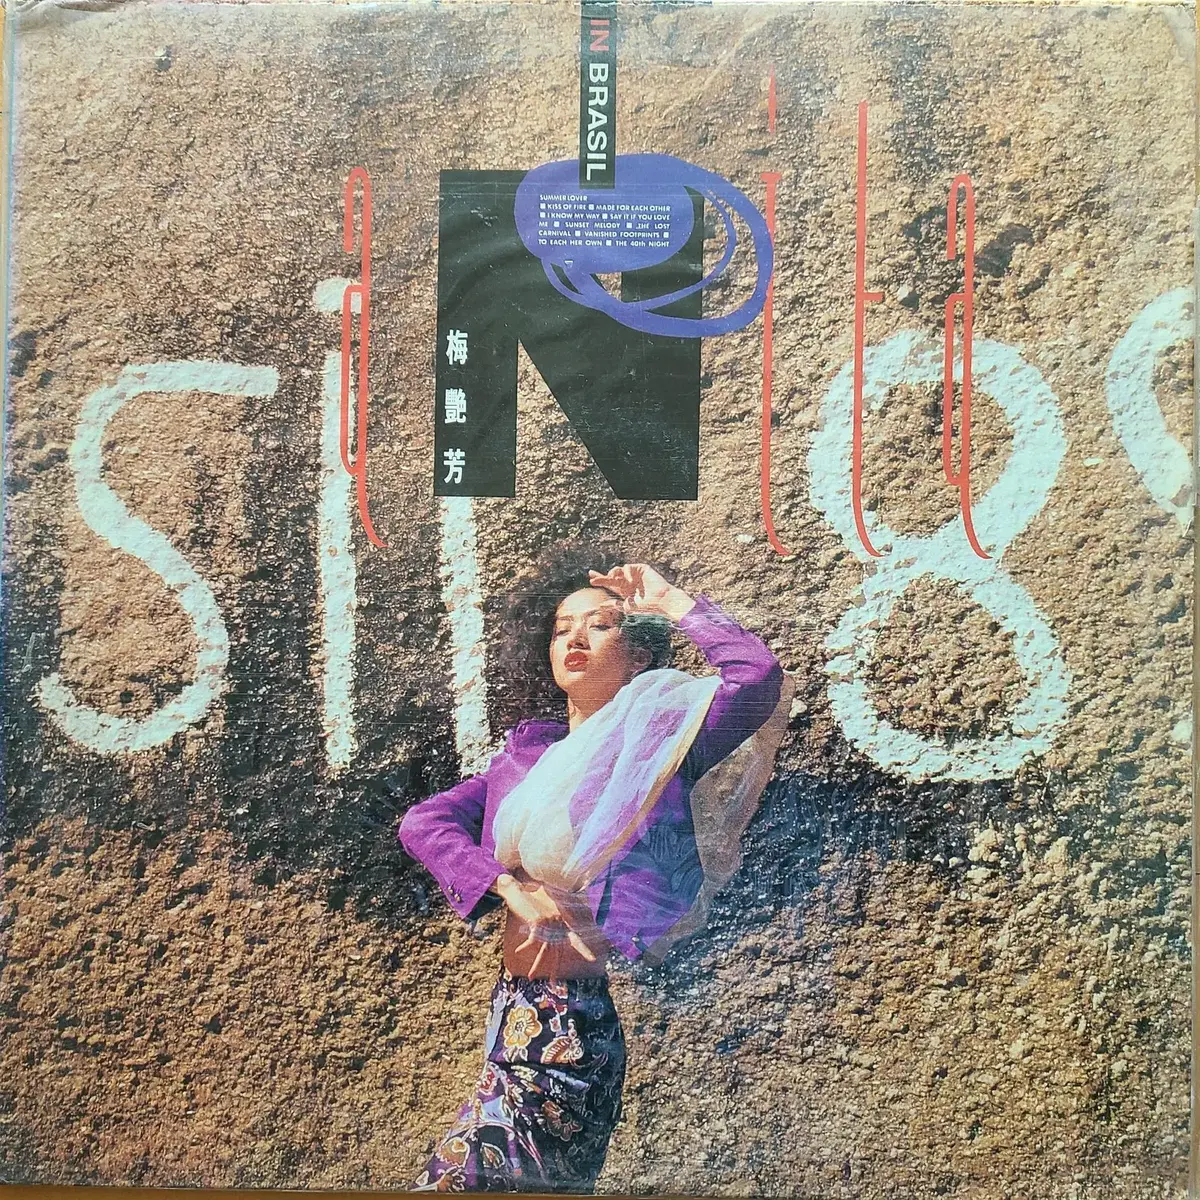 IN BRASIL
aNita
SUMMER LOVER
■ KISS OF FIRE ■ MADE FOR EACH OTHER
■ I KNOW MY WAY ■ SAY IT IF YOU LOVE
ME ■ SUNSET MELODY ■ THE LOST
CARNIVAL ■ VANISHED FOOTPRINTS ■
TO EACH HER OWN ■ THE 40th NIGHT
梅艷芳
Sil 8